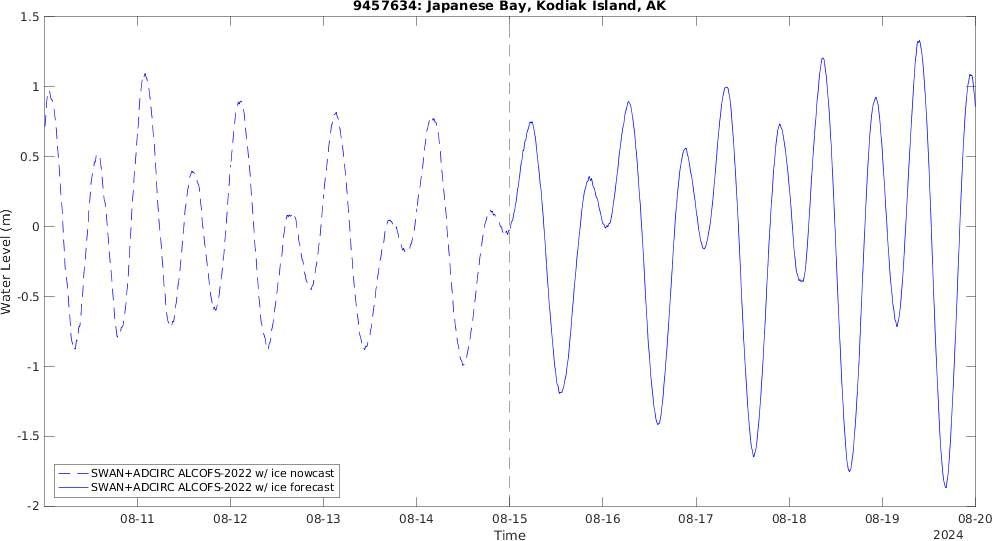 9457634: Japanese Bay, Kodiak Island, AK
1.5
1
0.5
0
-0.5
-1
-1.5
-2
Water Level (m)
SWAN+ADCIRC ALCOFS-2022 w/ ice nowcast
SWAN+ADCIRC ALCOFS-2022 w/ ice forecast
08-11 08-12 08-13 08-14 08-15 08-16 08-17 08-18 08-19 08-20
Time
2024